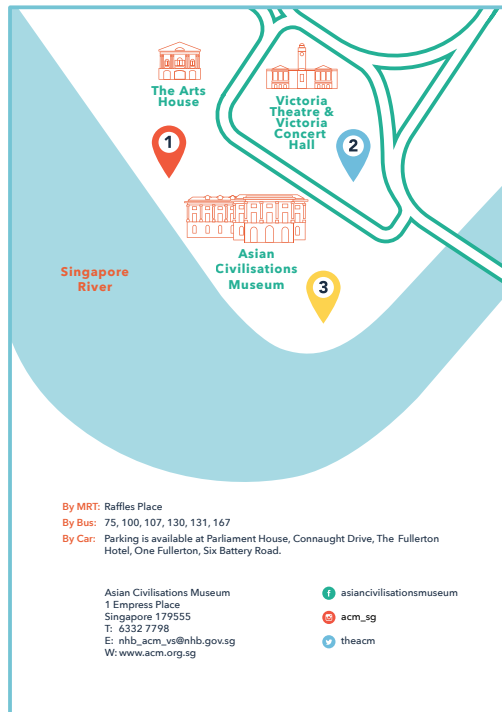 The Arts
House
Victoria
Theatre &
Victoria
Concert
Hall
1
2
Asian
Civilisations
Museum
Singapore
River
3
By MRT: Raffles Place
By Bus: 75, 100, 107, 130, 131, 167
By Car: Parking is available at Parliament House, Connaught Drive, The Fullerton
Hotel, One Fullerton, Six Battery Road.
Asian Civilisations Museum
1 Empress Place
Singapore 179555
T: 6332 7798
E: nhb_acm_vs@nhb.gov.sg
W: www.acm.org.sg
asiancivilisationsmuseum
acm_sg
theacm